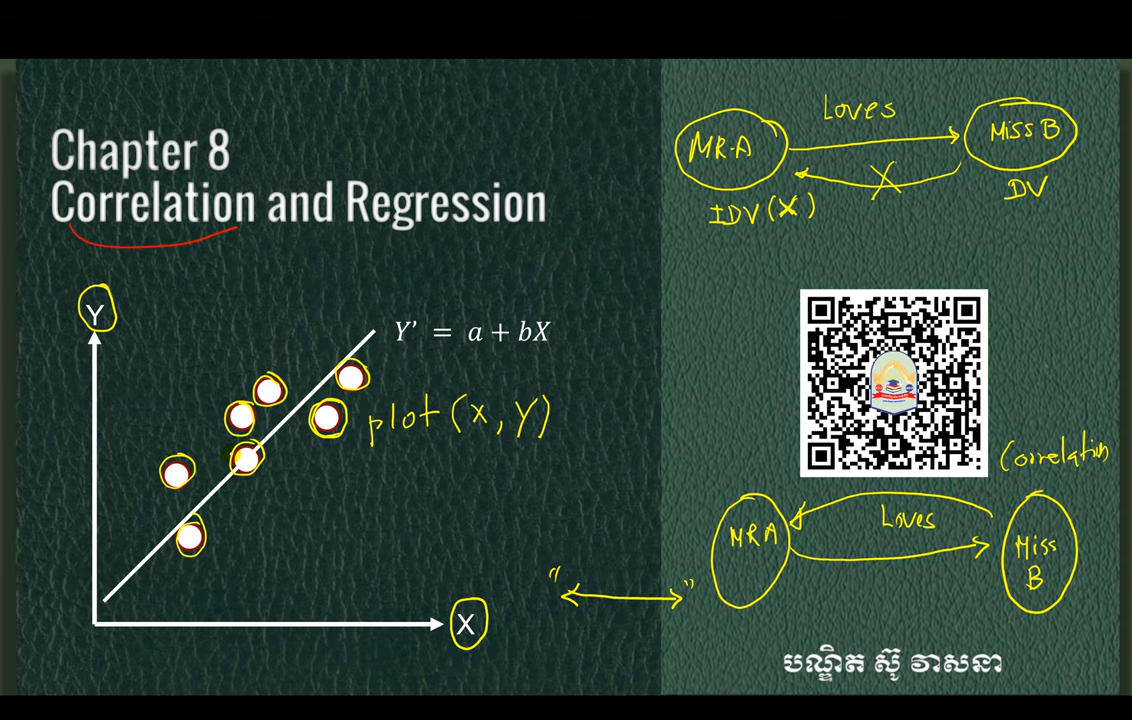 Chapter 8
Correlation and Regression
Y
Y’ = a + bX
plot (X, Y)
X
MR.A
Loves
Miss B
X
IDV (X)
DV
Correlation
MR A
Loves
Miss
B
" "
បណ្ឌិត ស៊ូ វាសនា